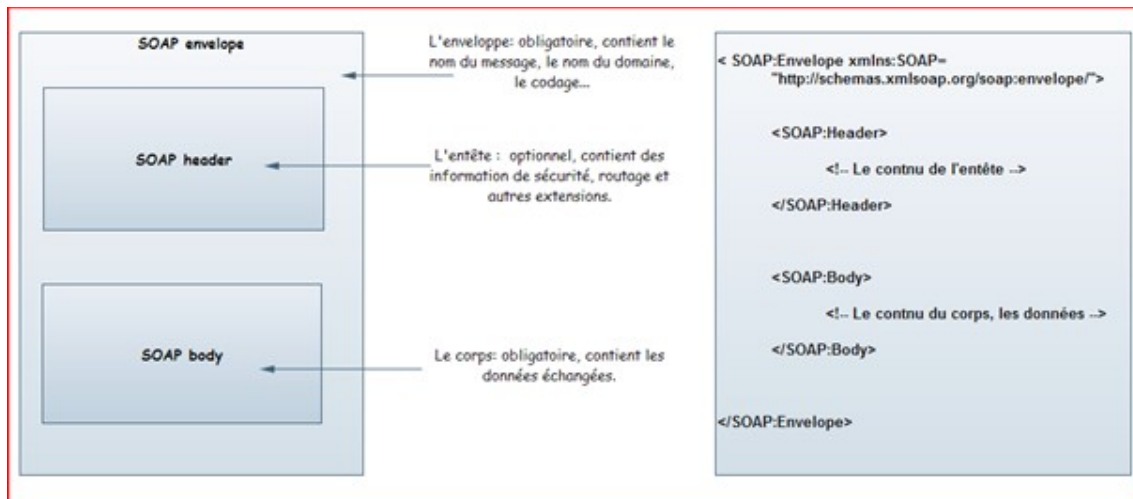 SOAP envelope
SOAP header
SOAP body
L'enveloppe: obligatoire, contient le
nom du message, le nom du domaine,
le codage...
L'entête : optionnel, contient des
information de sécurité, routage et
autres extensions.
Le corps: obligatoire, contient les
données échangées.
< SOAP:Envelope xmlns:SOAP=
"http://schemas.xmlsoap.org/soap:envelope/">
<SOAP:Header>
<!-- Le contnu de l'entête -->
</SOAP:Header>
<SOAP:Body>
<!-- Le contnu du corps, les données -->
</SOAP:Body>
</SOAP:Envelope>